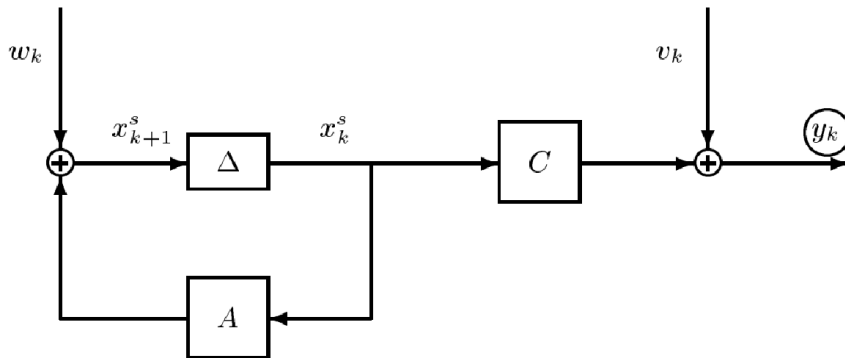 w_k
v_k
x^s_{k+1}
x^s_k
y_k
Δ
C
A